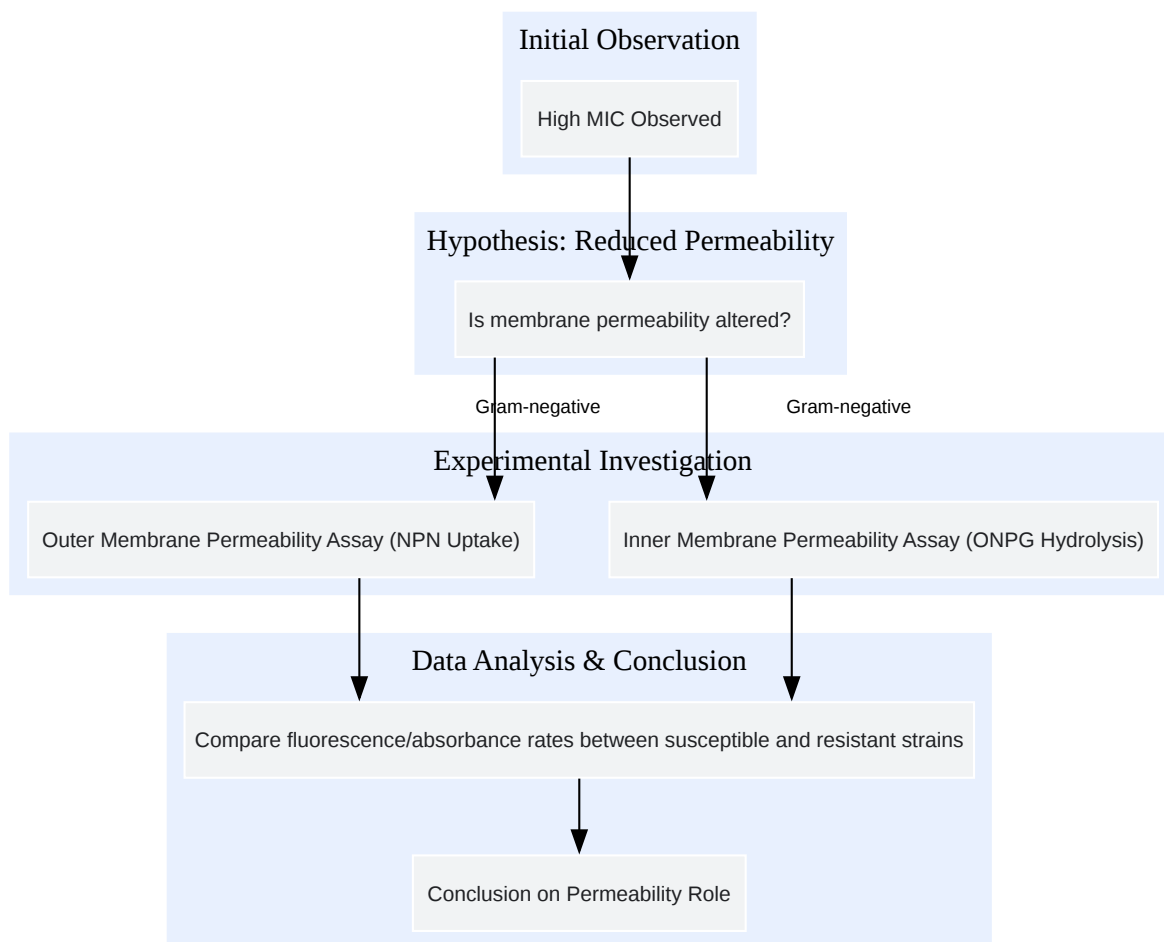 Initial Observation
High MIC Observed
Hypothesis: Reduced Permeability
Is membrane permeability altered?
Gram-negative
Gram-negative
Experimental Investigation
Outer Membrane Permeability Assay (NPN Uptake)
Inner Membrane Permeability Assay (ONPG Hydrolysis)
Data Analysis & Conclusion
Compare fluorescence/absorbance rates between susceptible and resistant strains
Conclusion on Permeability Role